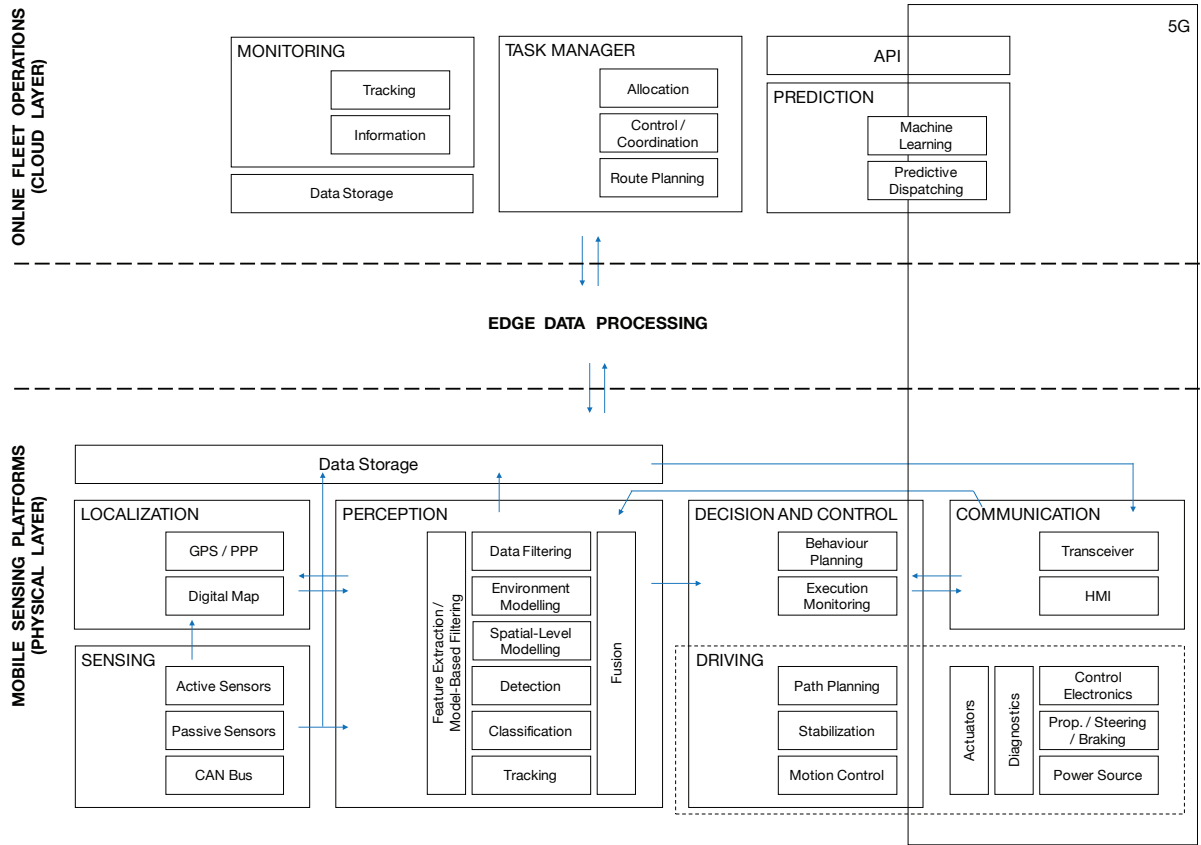 5G
ONLNE FLEET OPERATIONS
(CLOUD LAYER)
MONITORING
Tracking
Information
Data Storage
TASK MANAGER
Allocation
Control /
Coordination
Route Planning
API
PREDICTION
Machine
Learning
Predictive
Dispatching
EDGE DATA PROCESSING
MOBILE SENSING PLATFORMS
(PHYSICAL LAYER)
Data Storage
LOCALIZATION
GPS / PPP
Digital Map
SENSING
Active Sensors
Passive Sensors
CAN Bus
PERCEPTION
Feature Extraction /
Model-Based Filtering
Data Filtering
Environment
Modelling
Spatial-Level
Modelling
Detection
Classification
Tracking
Fusion
DECISION AND CONTROL
Behaviour
Planning
Execution
Monitoring
COMMUNICATION
Transceiver
HMI
DRIVING
Path Planning
Stabilization
Motion Control
Actuators
Diagnostics
Control
Electronics
Prop. / Steering
/ Braking
Power Source